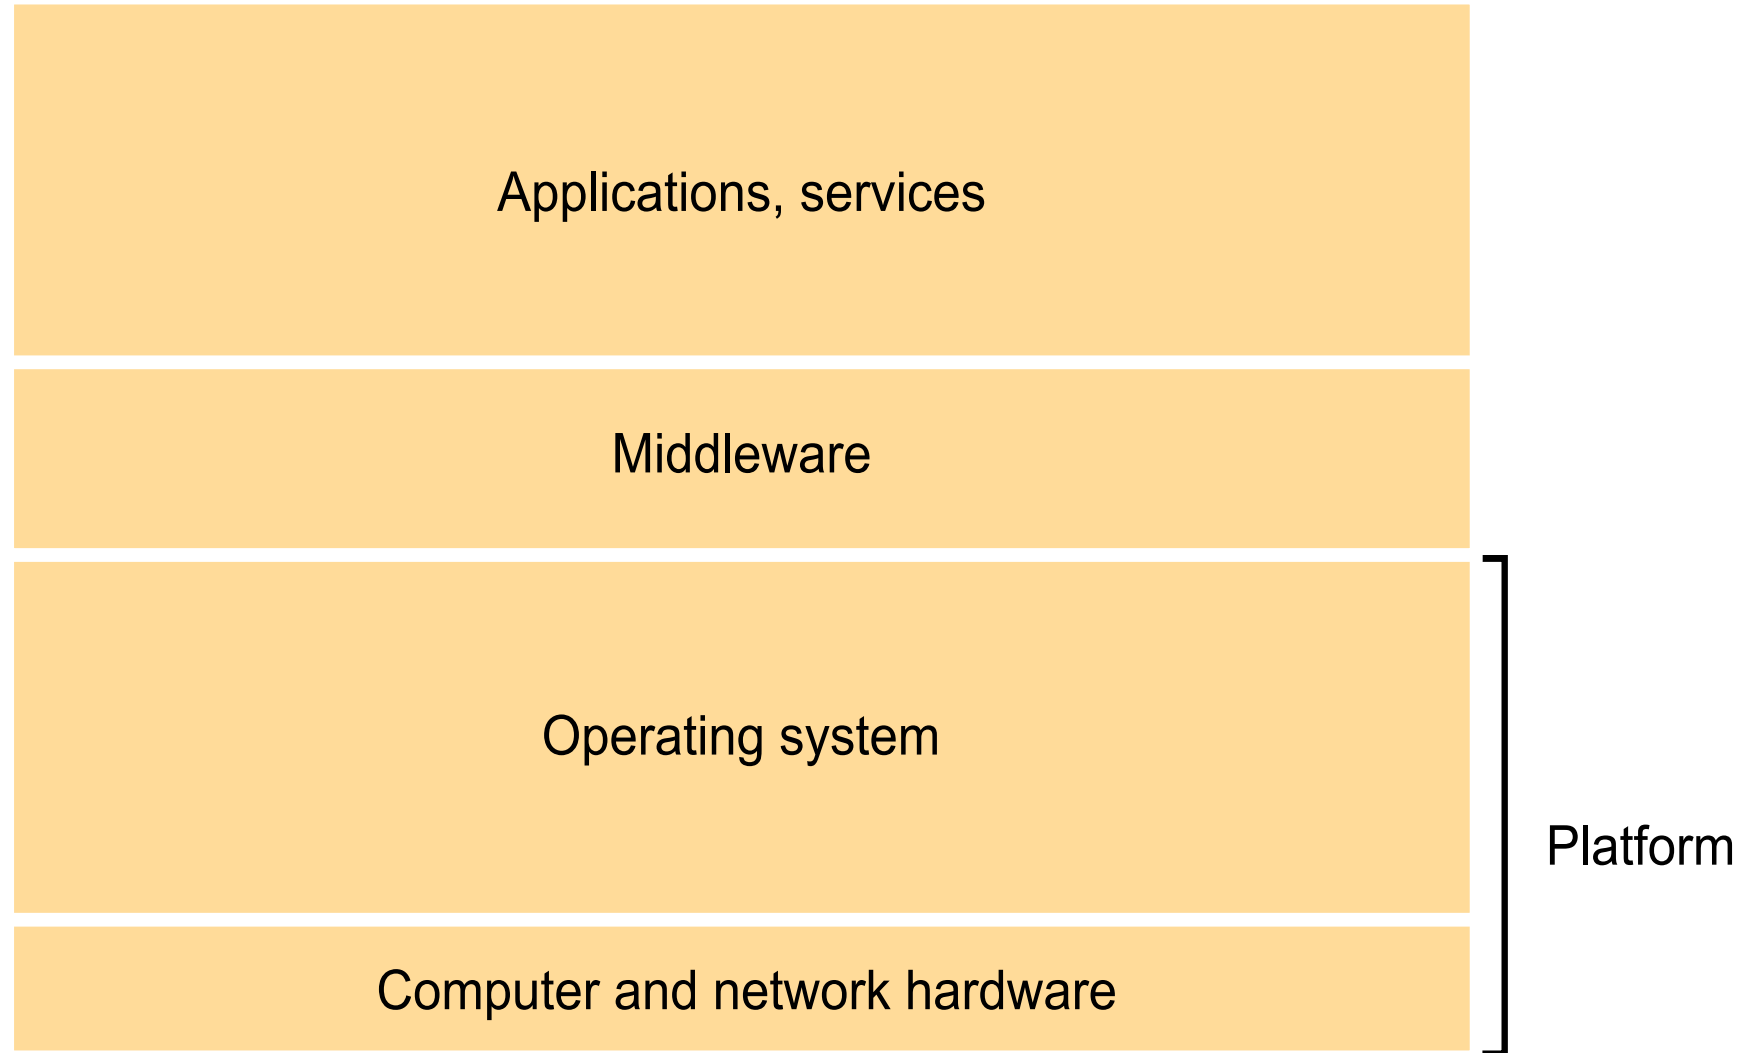 Applications, services
Middleware
Operating system
Platform
Computer and network hardware